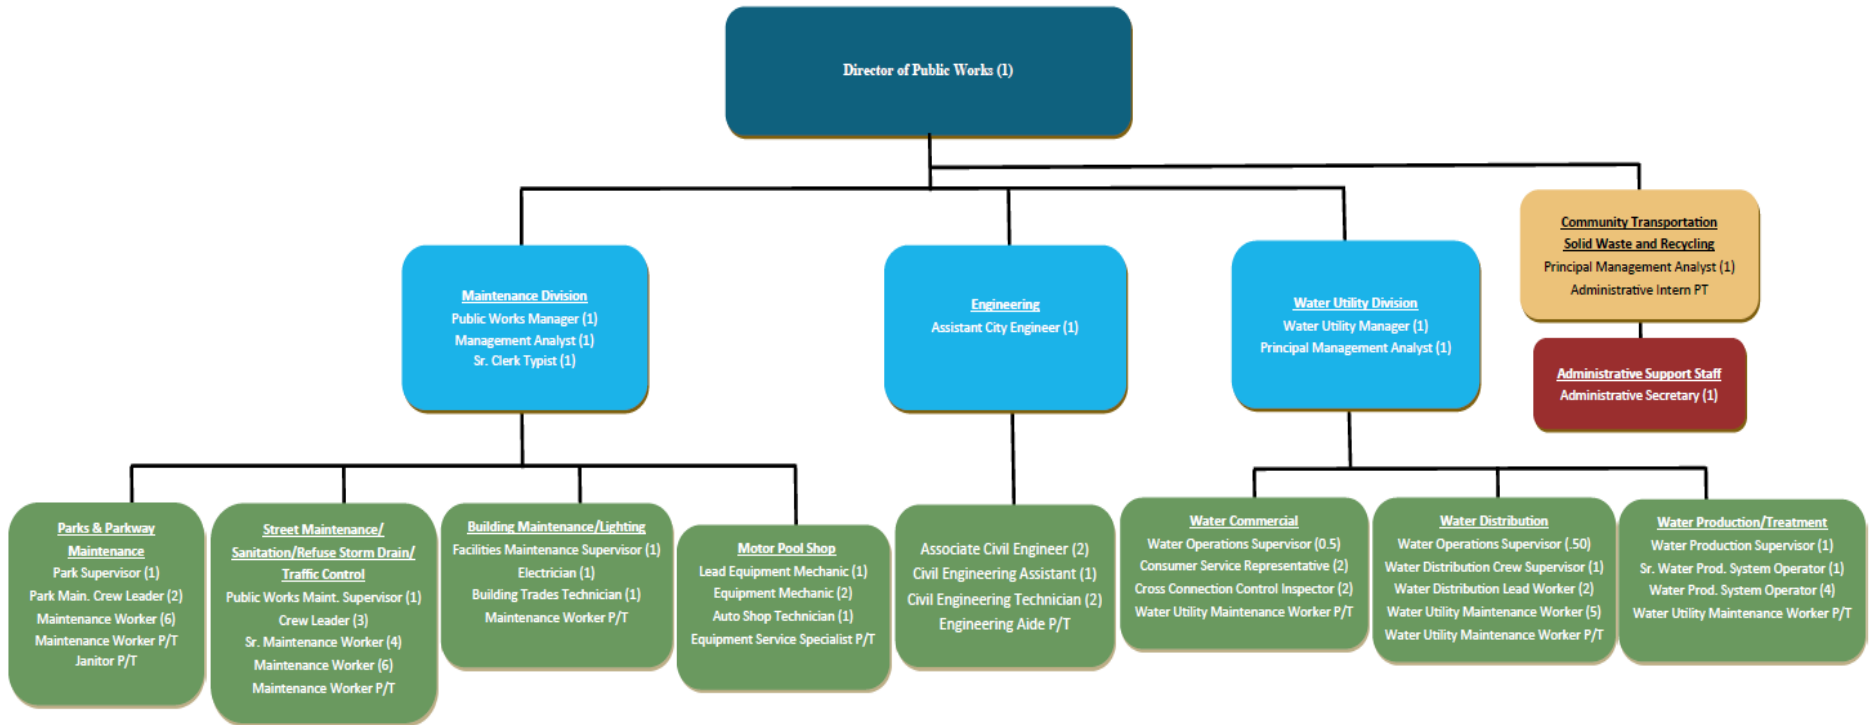 Director of Public Works (1)
Community Transportation
Solid Waste and Recycling
Principal Management Analyst (1)
Administrative Intern PT
Maintenance Division
Public Works Manager (1)
Management Analyst (1)
Sr. Clerk Typist (1)
Engineering
Assistant City Engineer (1)
Water Utility Division
Water Utility Manager (1)
Principal Management Analyst (1)
Administrative Support Staff
Administrative Secretary (1)
Parks & Parkway
Maintenance
Park Supervisor (1)
Park Main. Crew Leader (2)
Maintenance Worker (6)
Maintenance Worker P/T
Janitor P/T
Street Maintenance/
Sanitation/Refuse Storm Drain/
Traffic Control
Public Works Maint. Supervisor (1)
Crew Leader (3)
Sr. Maintenance Worker (4)
Maintenance Worker (6)
Maintenance Worker P/T
Building Maintenance/Lighting
Facilities Maintenance Supervisor (1)
Electrician (1)
Building Trades Technician (1)
Maintenance Worker P/T
Motor Pool Shop
Lead Equipment Mechanic (1)
Equipment Mechanic (2)
Auto Shop Technician (1)
Equipment Service Specialist P/T
Associate Civil Engineer (2)
Civil Engineering Assistant (1)
Civil Engineering Technician (2)
Engineering Aide P/T
Water Commercial
Water Operations Supervisor (0.5)
Consumer Service Representative (2)
Cross Connection Control Inspector (2)
Water Utility Maintenance Worker P/T
Water Distribution
Water Operations Supervisor (.50)
Water Distribution Crew Supervisor (1)
Water Distribution Lead Worker (2)
Water Utility Maintenance Worker (5)
Water Utility Maintenance Worker P/T
Water Production/Treatment
Water Production Supervisor (1)
Sr. Water Prod. System Operator (1)
Water Prod. System Operator (4)
Water Utility Maintenance Worker P/T